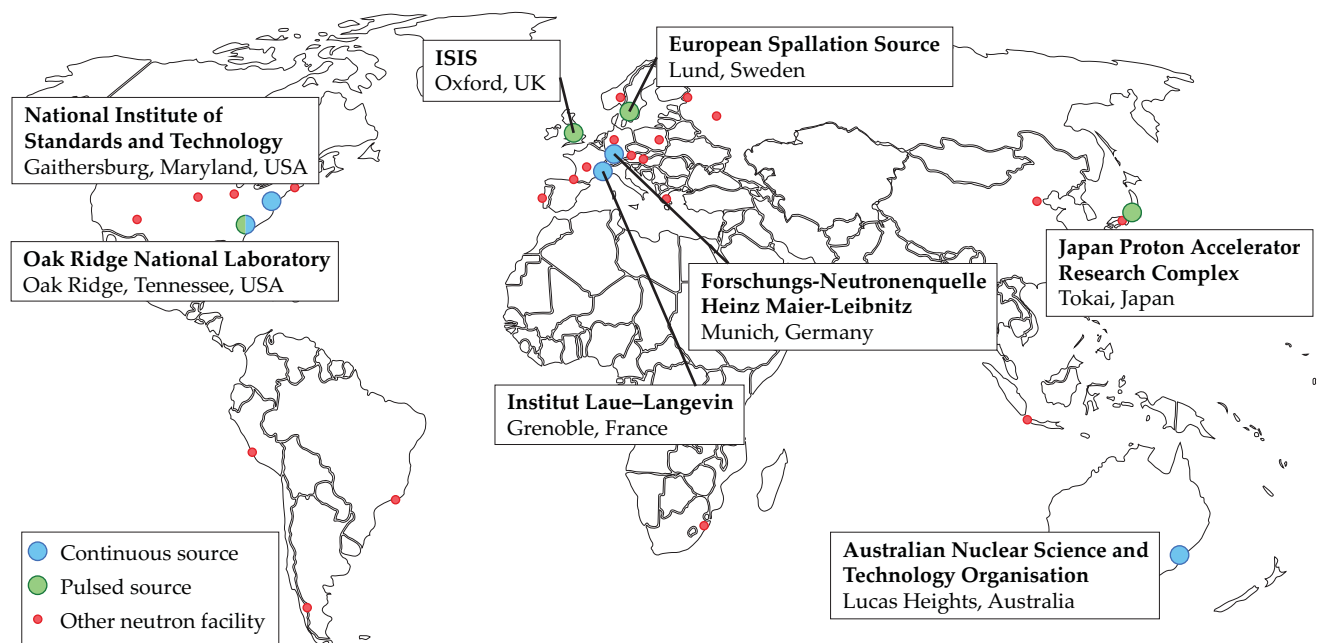 ISIS
Oxford, UK
European Spallation Source
Lund, Sweden
National Institute of
Standards and Technology
Gaithersburg, Maryland, USA
Oak Ridge National Laboratory
Oak Ridge, Tennessee, USA
Forschungs-Neutronenquelle
Heinz Maier-Leibnitz
Munich, Germany
Japan Proton Accelerator
Research Complex
Tokai, Japan
Institut Laue–Langevin
Grenoble, France
Australian Nuclear Science and
Technology Organisation
Lucas Heights, Australia
Continuous source
Pulsed source
Other neutron facility